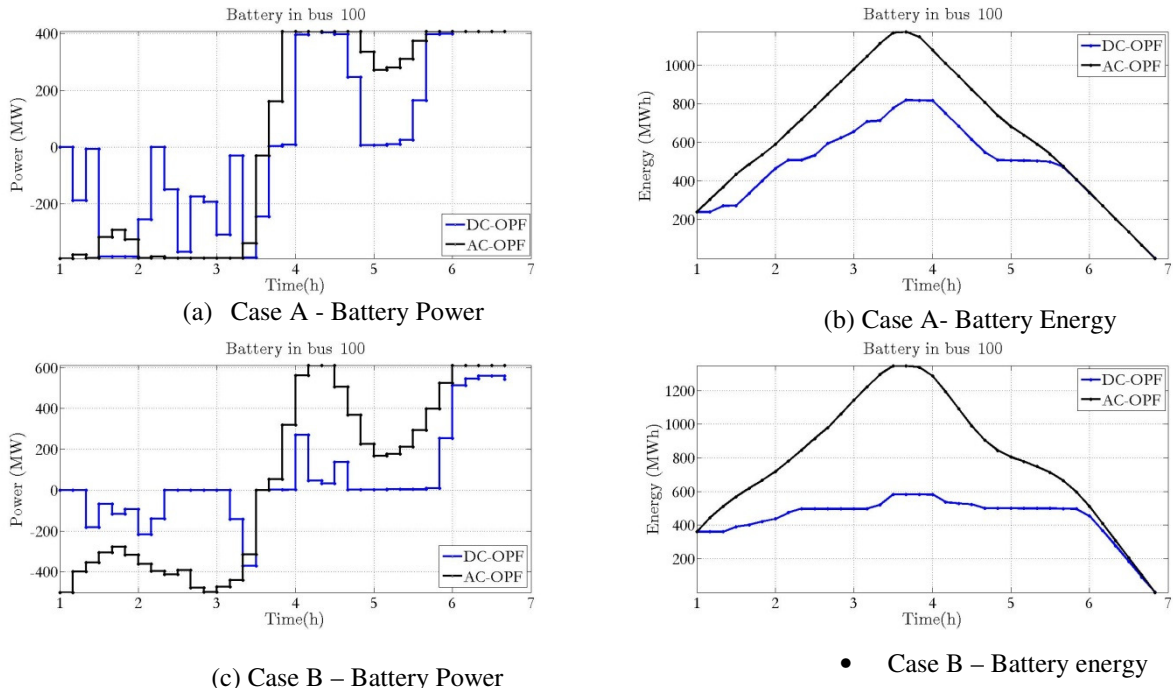 Battery in bus 100
400
200
0
-200
Power (MW)
DC-OPF
AC-OPF
1 2 3 4 5 6 7
Time(h)
(a) Case A - Battery Power
Battery in bus 100
1000
800
600
400
200
Energy (MWh)
DC-OPF
AC-OPF
1 2 3 4 5 6 7
Time(h)
(b) Case A- Battery Energy
Battery in bus 100
600
400
200
0
-200
-400
Power (MW)
DC-OPF
AC-OPF
1 2 3 4 5 6 7
Time(h)
(c) Case B – Battery Power
Battery in bus 100
1200
1000
800
600
400
200
Energy (MWh)
DC-OPF
AC-OPF
1 2 3 4 5 6 7
Time(h)
• Case B – Battery energy